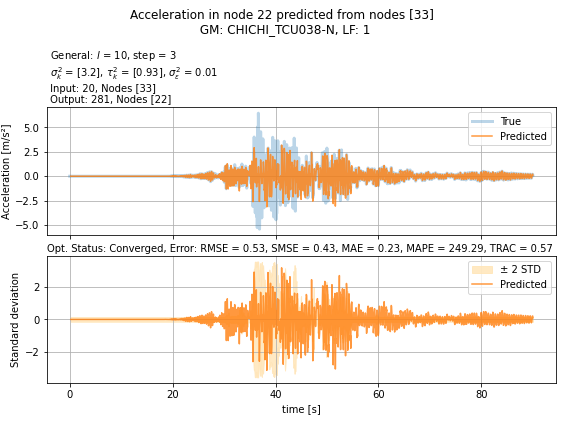 Acceleration in node 22 predicted from nodes [33]
GM: CHICHI_TCU038-N, LF: 1
General: l = 10, step = 3
σ²ₖ = [3.2], τ²ₖ = [0.93], σ²ε = 0.01
Input: 20, Nodes [33]
Output: 281, Nodes [22]
True
Predicted
5.0
2.5
0.0
−2.5
−5.0
Acceleration [m/s²]
Opt. Status: Converged, Error: RMSE = 0.53, SMSE = 0.43, MAE = 0.23, MAPE = 249.29, TRAC = 0.57
± 2 STD
Predicted
2
0
−2
Standard deviation
0 20 40 60 80
time [s]